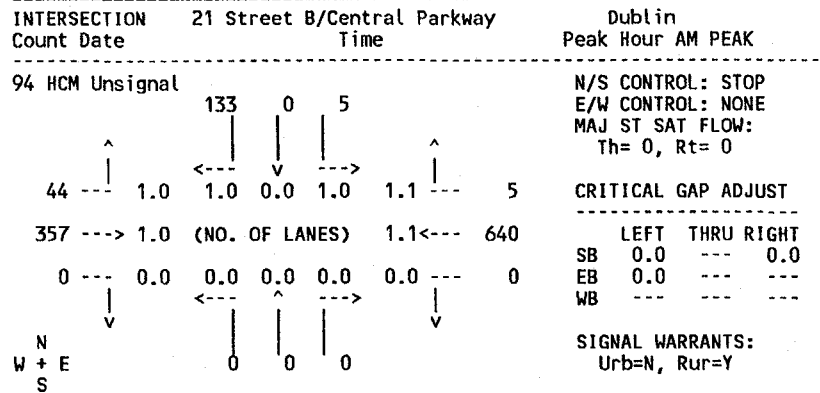 INTERSECTION 21 Street B/Central Parkway Dublin
Count Date Time Peak Hour AM PEAK
94 HCM Unsignal N/S CONTROL: STOP
133 0 5 E/W CONTROL: NONE
MAJ ST SAT FLOW:
^ ^ Th= 0, Rt= 0
<--- v --->
44 --- 1.0 1.0 0.0 1.0 1.1 --- 5 CRITICAL GAP ADJUST
357 ---> 1.0 (NO. OF LANES) 1.1<--- 640 LEFT THRU RIGHT
SB 0.0 --- 0.0
0 --- 0.0 0.0 0.0 0.0 0.0 --- 0 EB 0.0 --- ---
<--- ^ ---> WB --- --- ---
v v
N SIGNAL WARRANTS:
W + E 0 0 0 Urb=N, Rur=Y
S